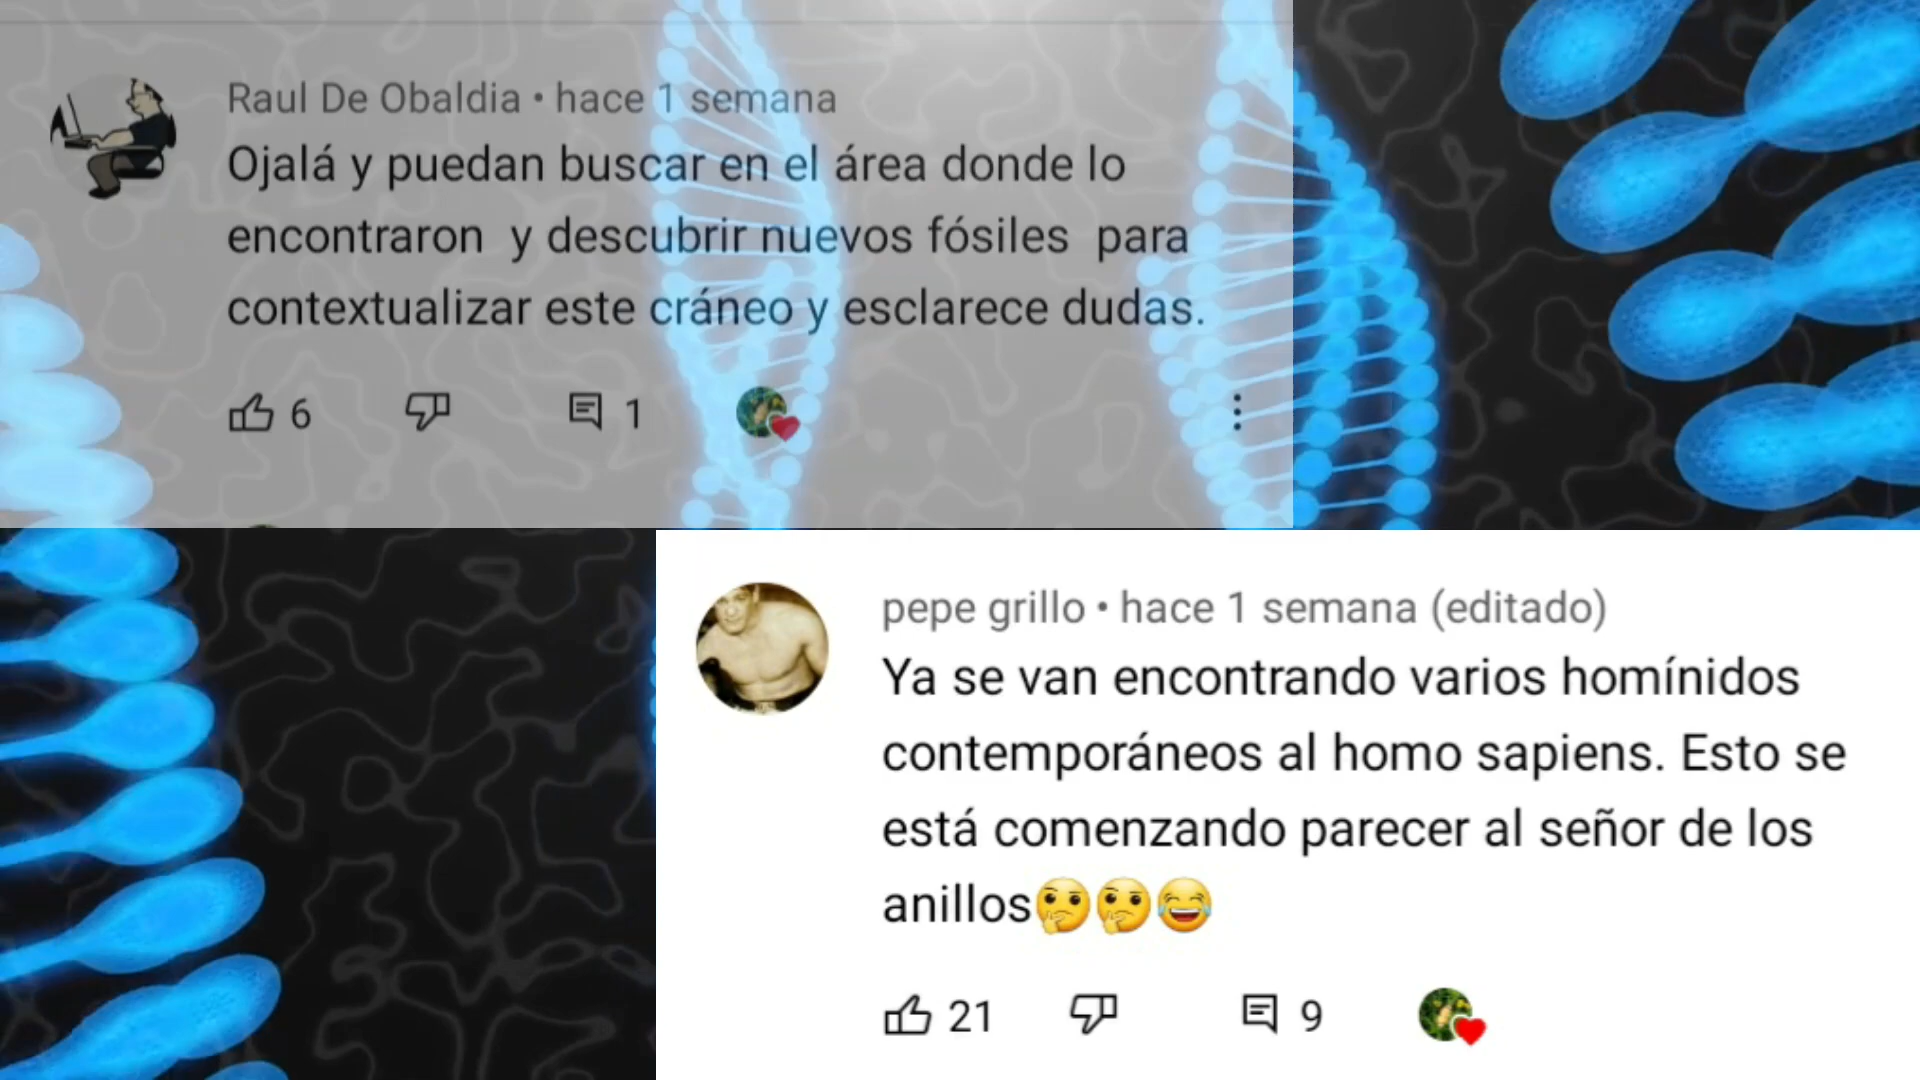 Raul De Obaldia • hace 1 semana
Ojalá y puedan buscar en el área donde lo
encontraron  y descubrir nuevos fósiles  para
contextualizar este cráneo y esclarece dudas.
6 1
pepe grillo • hace 1 semana (editado)
Ya se van encontrando varios homínidos
contemporáneos al homo sapiens. Esto se
está comenzando parecer al señor de los
anillos🤔🤔😂
21 9